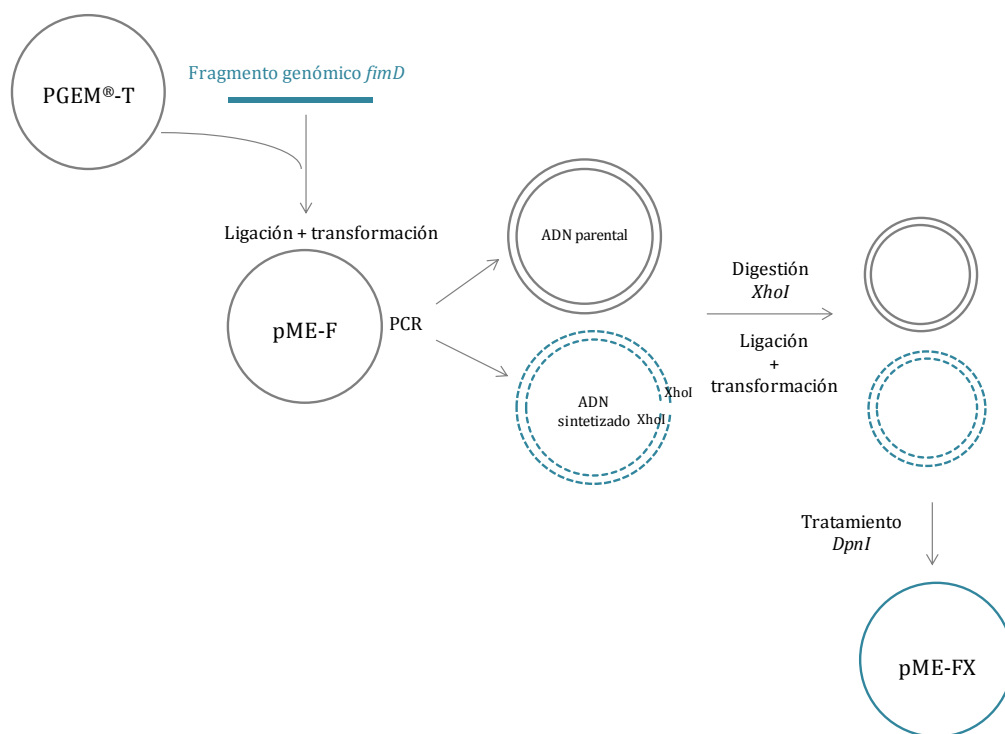 PGEM®-T
Fragmento genómico fimD
Ligación + transformación
pME-F
PCR
ADN parental
ADN
sintetizado
XhoI
XhoI
Digestión
XhoI
Ligación
+
transformación
Tratamiento
DpnI
pME-FX